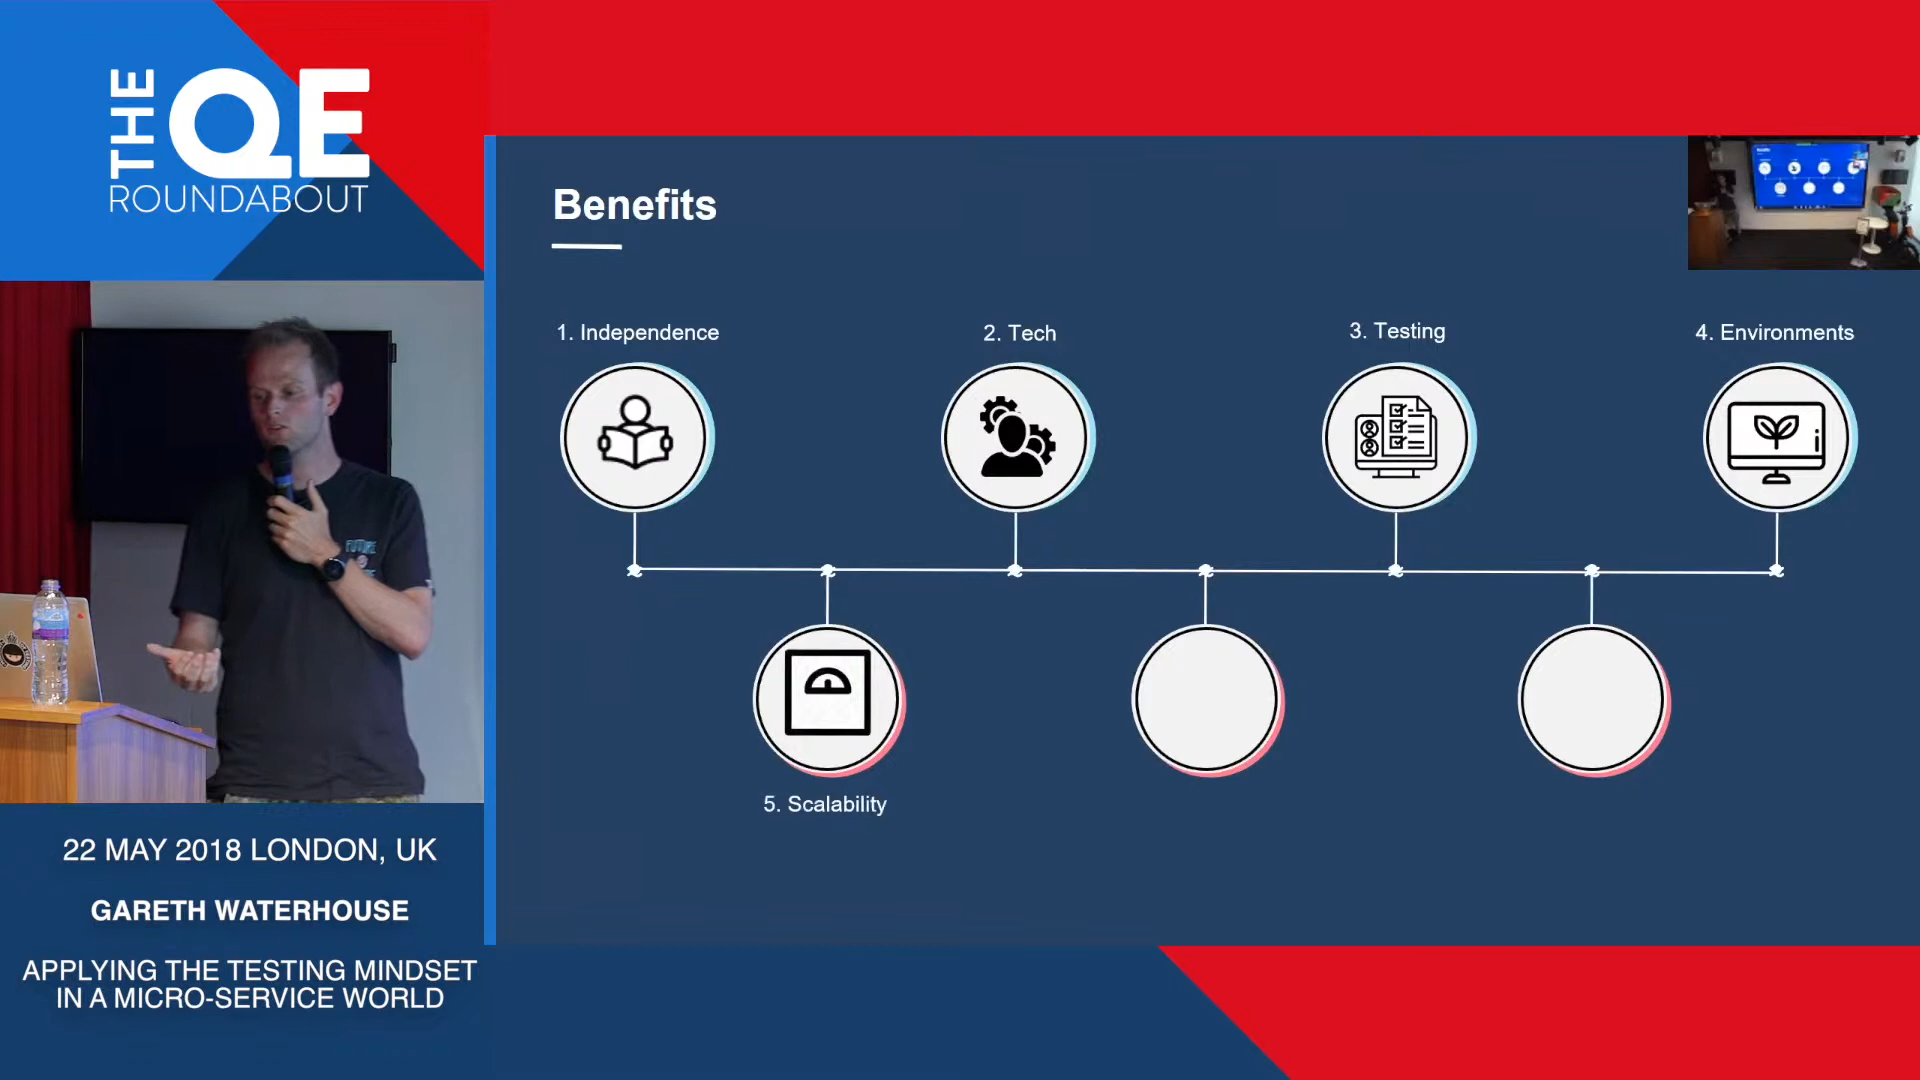 THE
QE
ROUNDABOUT
Benefits
1. Independence
2. Tech
3. Testing
4. Environments
5. Scalability
FUTURE
22 MAY 2018 LONDON, UK
GARETH WATERHOUSE
APPLYING THE TESTING MINDSET
IN A MICRO-SERVICE WORLD